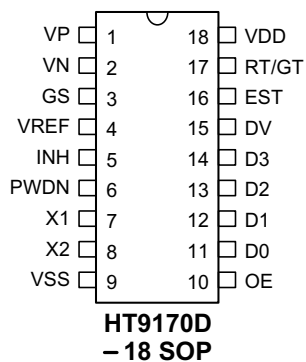 VP 1 18 VDD
VN 2 17 RT/GT
GS 3 16 EST
VREF 4 15 DV
INH 5 14 D3
PWDN 6 13 D2
X1 7 12 D1
X2 8 11 D0
VSS 9 10 OE
HT9170D
– 18 SOP